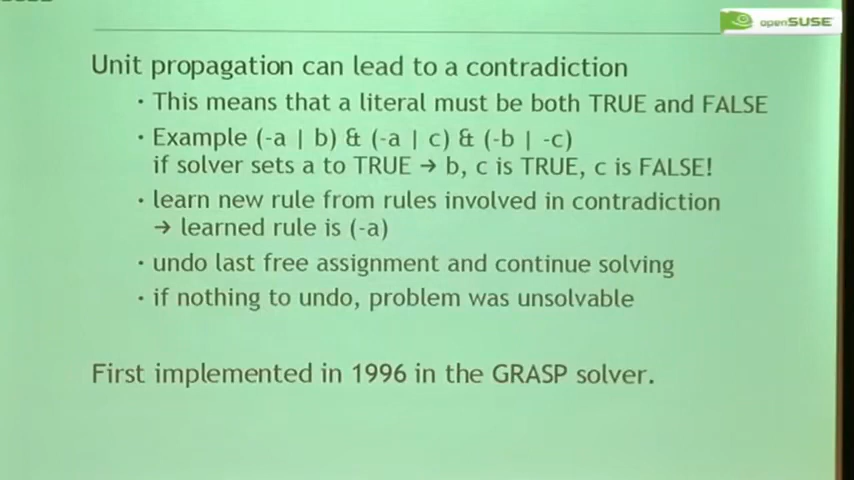 openSUSE
Unit propagation can lead to a contradiction
· This means that a literal must be both TRUE and FALSE
· Example (-a | b) & (-a | c) & (-b | -c)
if solver sets a to TRUE → b, c is TRUE, c is FALSE!
· learn new rule from rules involved in contradiction
→ learned rule is (-a)
· undo last free assignment and continue solving
· if nothing to undo, problem was unsolvable
First implemented in 1996 in the GRASP solver.